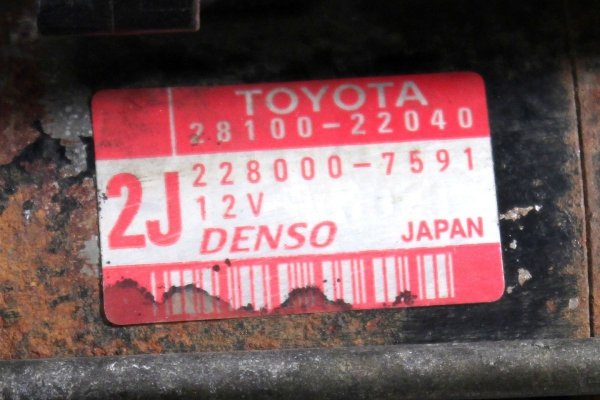 TOYOTA
28100-22040
228000-7591
2J
12V
DENSO
JAPAN